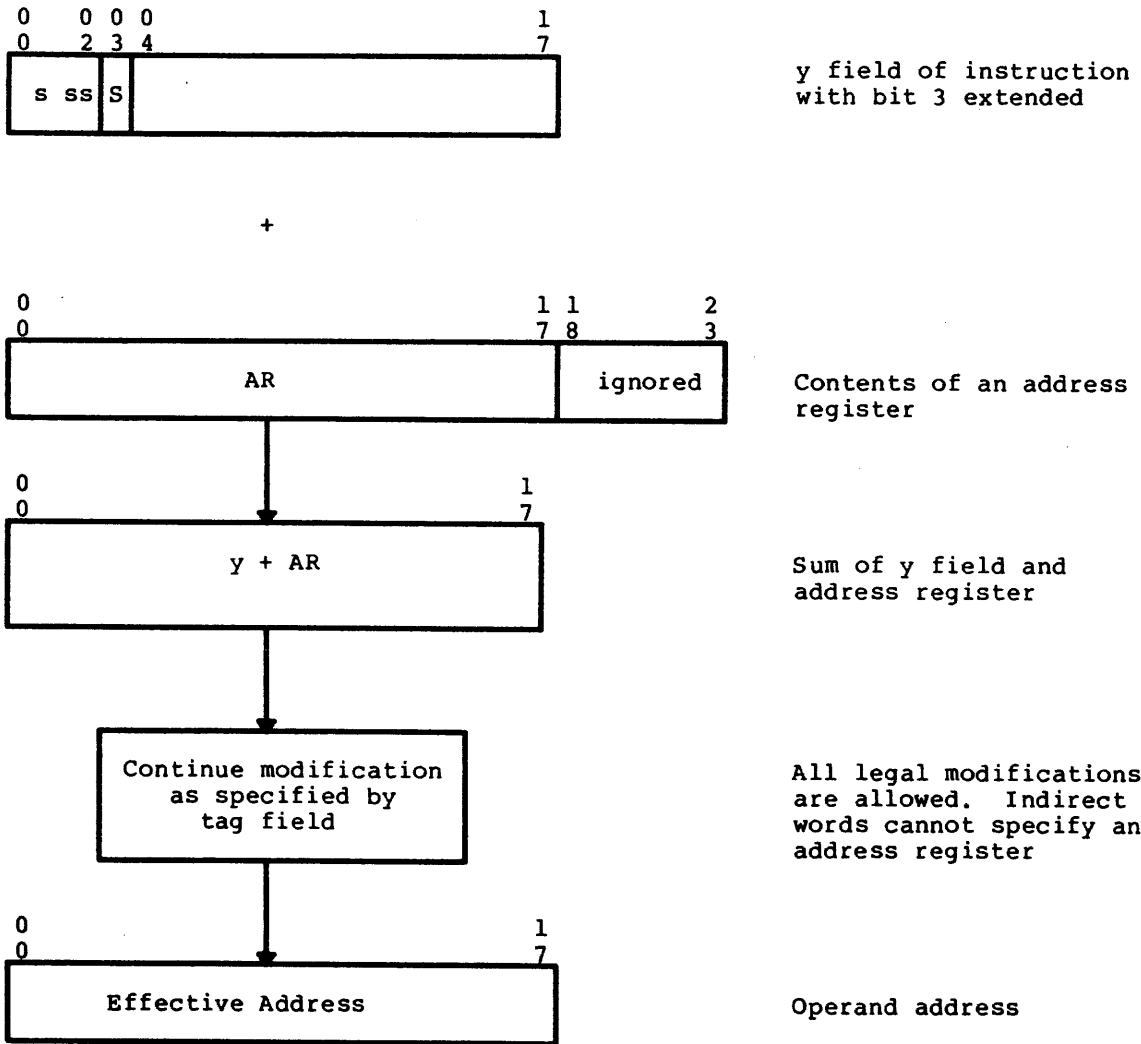 0 0 0 0 1
0 2 3 4 7
s ss S
y field of instruction
with bit 3 extended
+
0 1 1 2
0 7 8 3
AR
ignored
Contents of an address
register
0 1
0 7
y + AR
Sum of y field and
address register
Continue modification
as specified by
tag field
All legal modifications
are allowed. Indirect
words cannot specify an
address register
0 1
0 7
Effective Address
Operand address